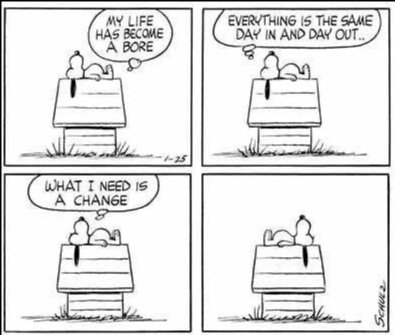 MY LIFE
HAS BECOME
A BORE
1-25
EVERYTHING IS THE SAME
DAY IN AND DAY OUT..
WHAT I NEED IS
A CHANGE
SCHULZ